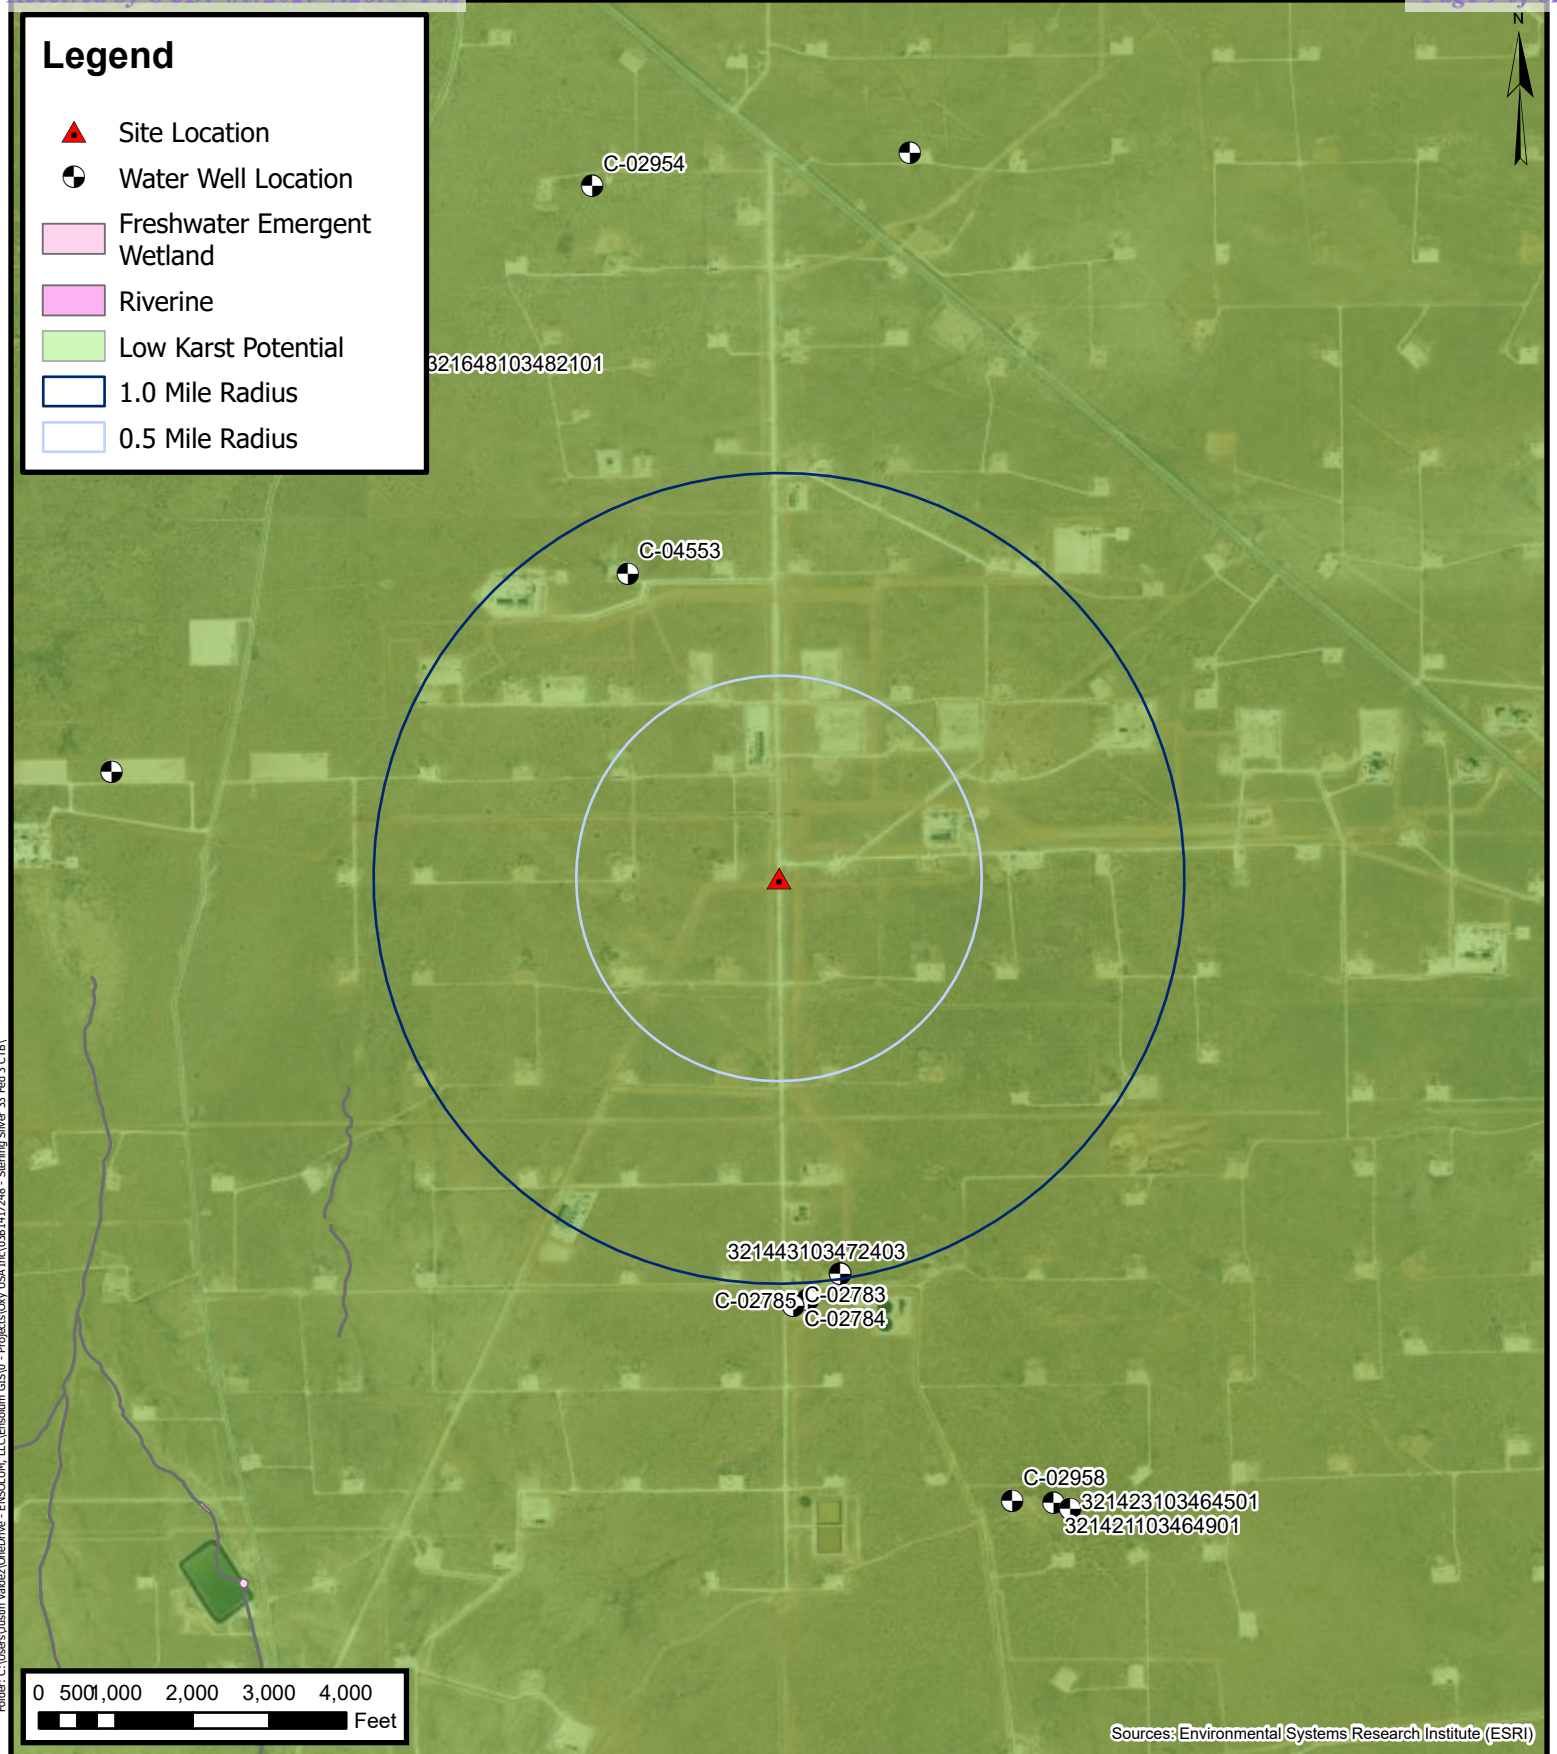 N
Legend
Site Location
Water Well Location
Freshwater Emergent
Wetland
Riverine
Low Karst Potential
1.0 Mile Radius
0.5 Mile Radius
C-02954
321648103482101
C-04553
321443103472403
C-02785
C-02783
C-02784
C-02958
321423103464501
321421103464901
0 500 1,000 2,000 3,000 4,000
Feet
Sources: Environmental Systems Research Institute (ESRI)